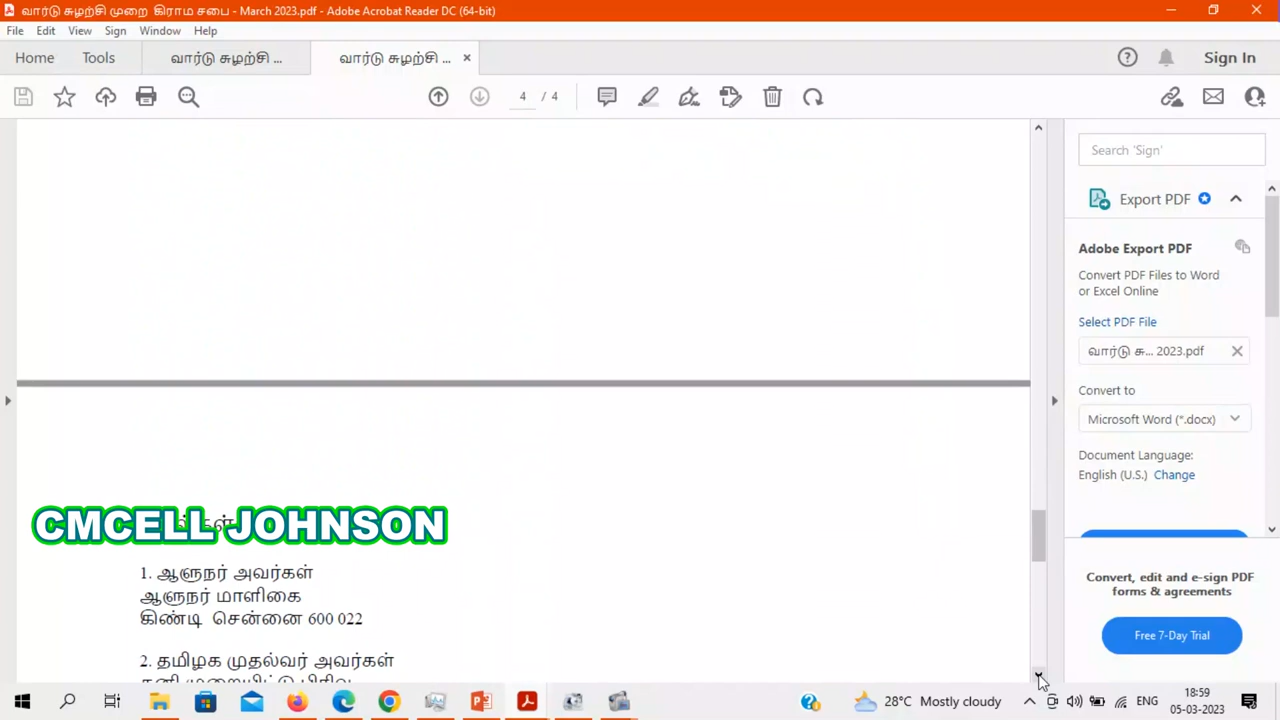 வார்டு சுழற்சி முறை கிராம சபை - March 2023.pdf - Adobe Acrobat Reader DC (64-bit)
File Edit View Sign Window Help
Home Tools வார்டு சுழற்சி ... வார்டு சுழற்சி ... Sign In
4 / 4
Search 'Sign'
Export PDF
Adobe Export PDF
Convert PDF Files to Word
or Excel Online
Select PDF File
வார்டு சு... 2023.pdf
Convert to
Microsoft Word (*.docx)
Document Language:
English (U.S.) Change
CMCELL JOHNSON
1. ஆளுநர் அவர்கள்
ஆளுநர் மாளிகை
கிண்டி சென்னை 600 022
2. தமிழக முதல்வர் அவர்கள்
தனி முறையீட்டு பிரிவு
Convert, edit and e-sign PDF
forms & agreements
Free 7-Day Trial
28°C Mostly cloudy ENG 18:59
05-03-2023